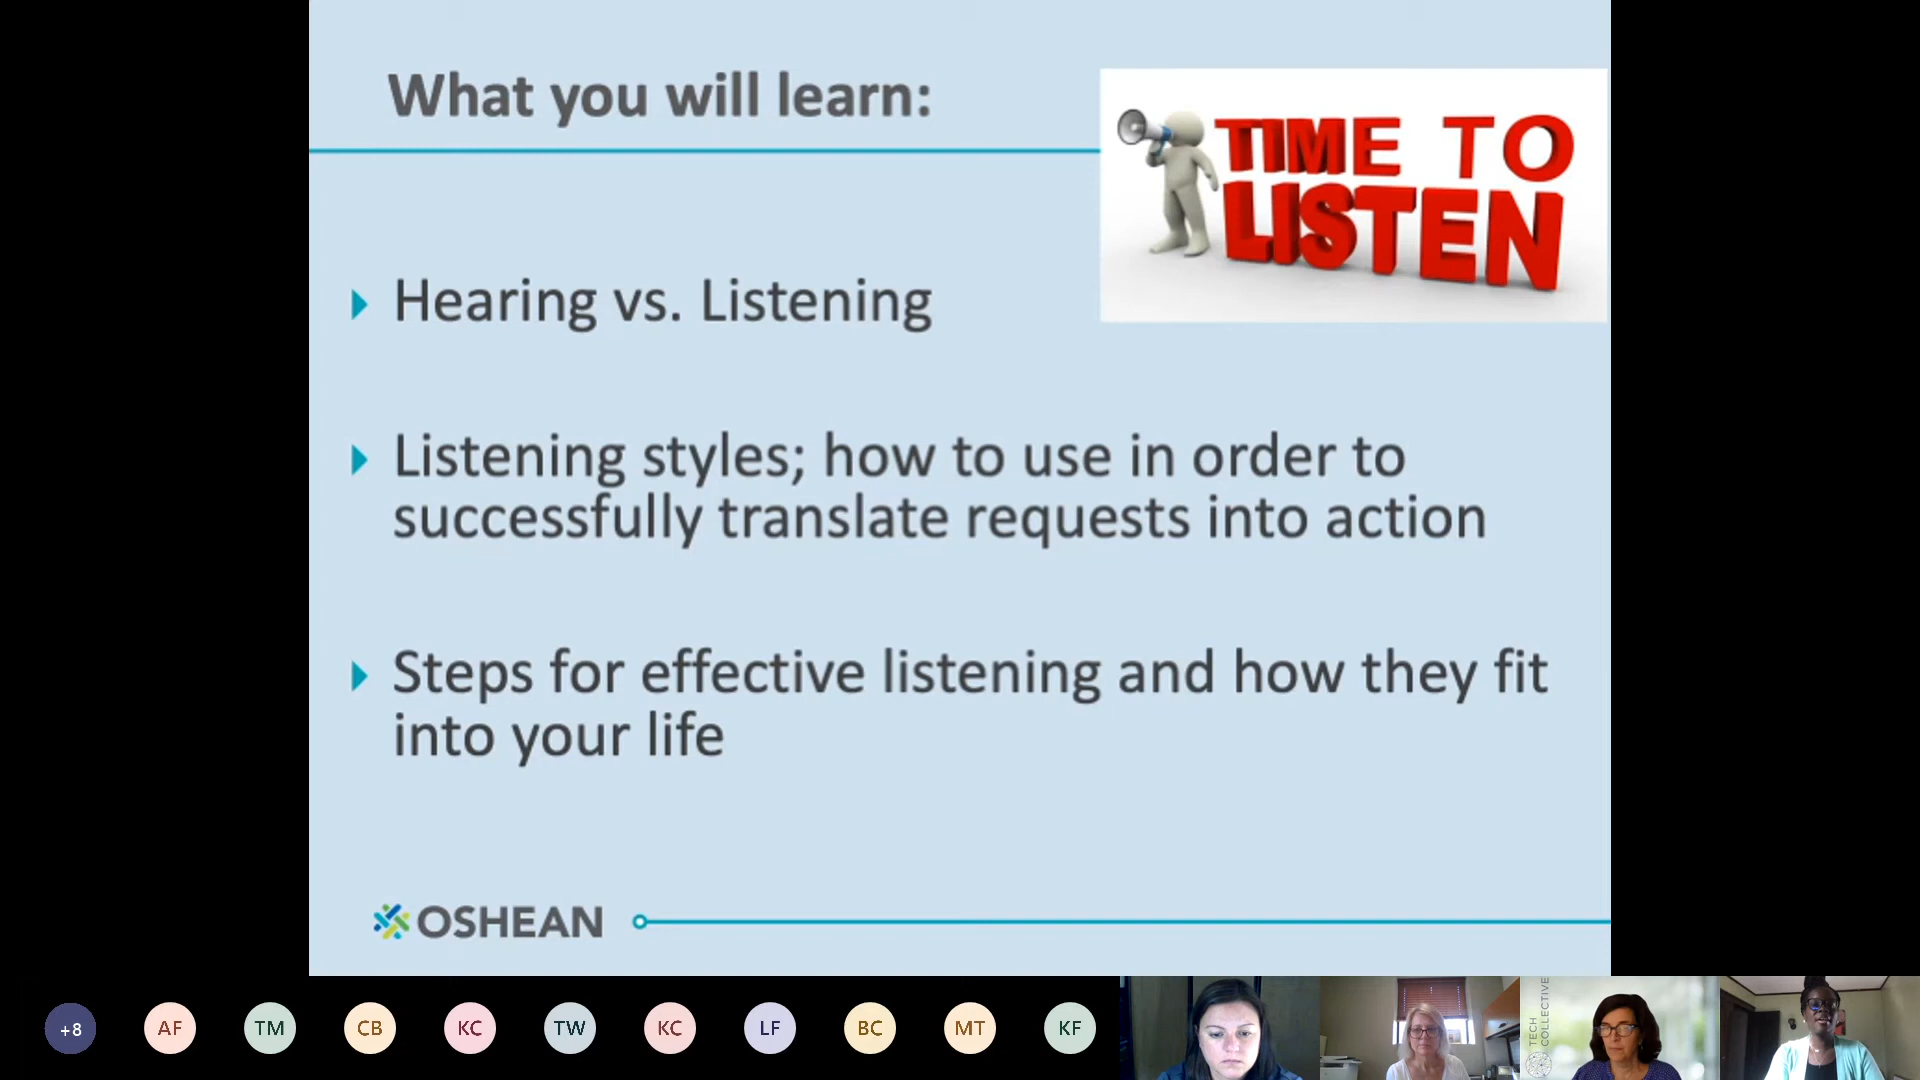 What you will learn:
TIME TO
LISTEN
Hearing vs. Listening
Listening styles; how to use in order to
successfully translate requests into action
Steps for effective listening and how they fit
into your life
OSHEAN
+8
AF
TM
CB
KC
TW
KC
LF
BC
MT
KF
TECH
COLLECTIVE